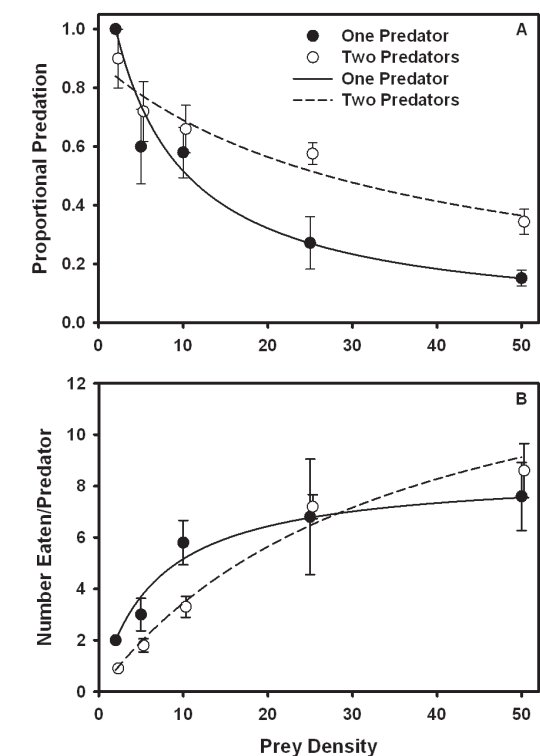 A
One Predator
Two Predators
One Predator
Two Predators
Proportional Predation
1.0
0.8
0.6
0.4
0.2
0.0
0 10 20 30 40 50
B
Number Eaten/Predator
12
10
8
6
4
2
0
0 10 20 30 40 50
Prey Density